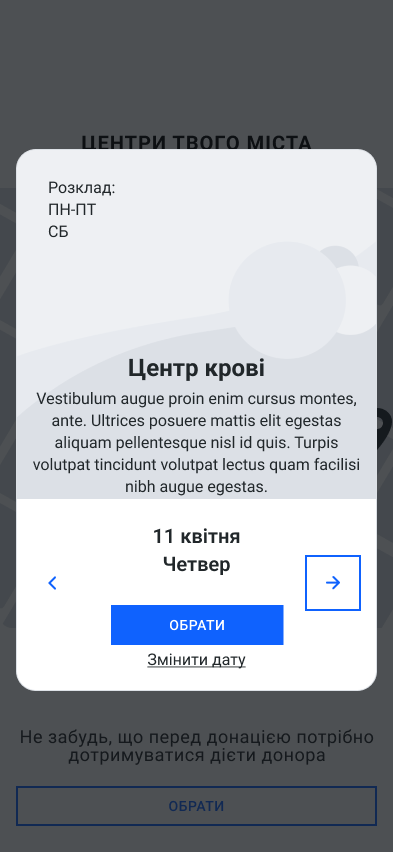 ЦЕНТРИ ТВОГО МІСТА
Розклад:
ПН-ПТ
СБ
Центр крові
Vestibulum augue proin enim cursus montes,
ante. Ultrices posuere mattis elit egestas
aliquam pellentesque nisl id quis. Turpis
volutpat tincidunt volutpat lectus quam facilisi
nibh augue egestas.
11 квітня
Четвер
ОБРАТИ
Змінити дату
Не забудь, що перед донацією потрібно
дотримуватися дієти донора
ОБРАТИ